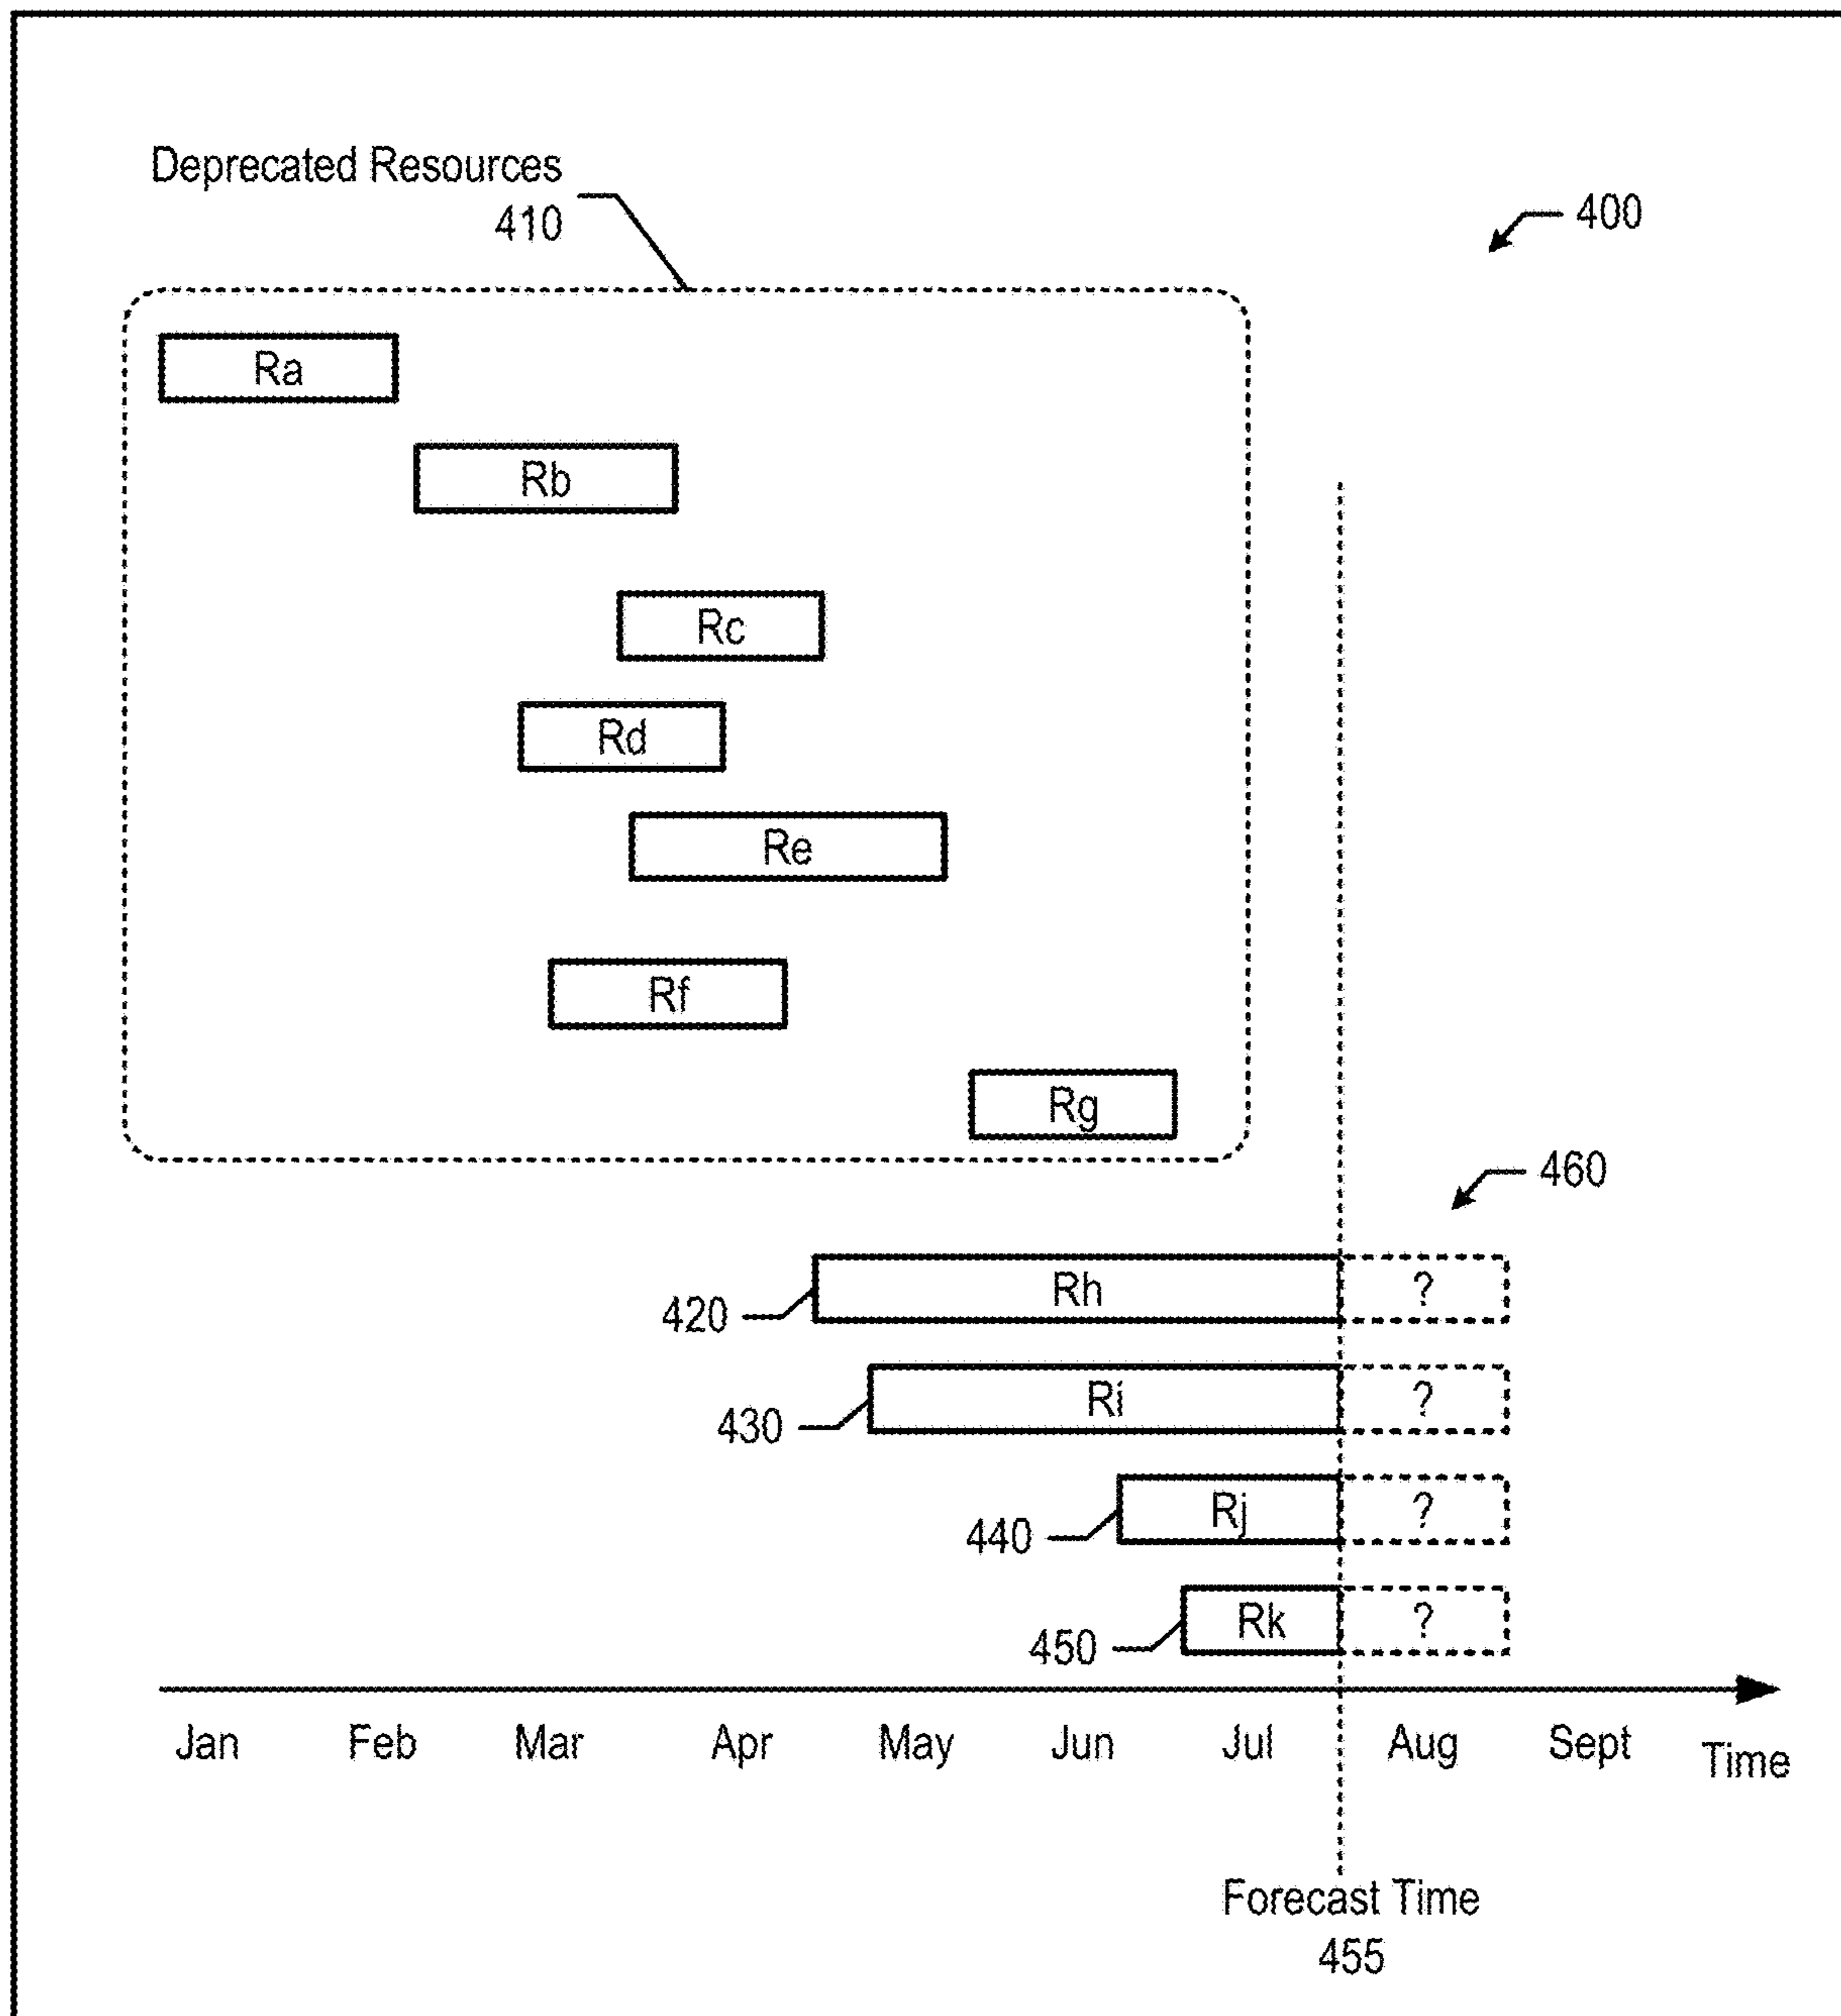 Deprecated Resources
410
400
Ra
Rb
Rc
Rd
Re
Rf
Rg
460
420
Rh
?
430
Ri
?
440
Rj
?
450
Rk
?
Jan Feb Mar Apr May Jun Jul Aug Sept Time
Forecast Time
455